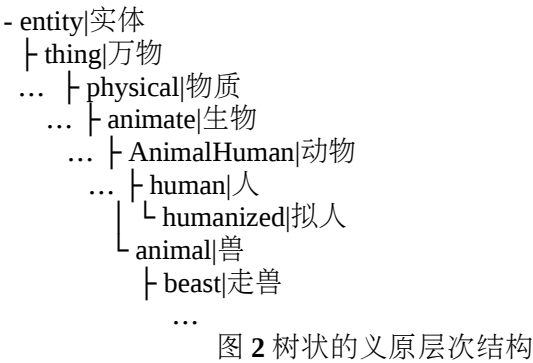 - entity|实体
├ thing|万物
… ├ physical|物质
… ├ animate|生物
… ├ AnimalHuman|动物
… ├ human|人
│ └ humanized|拟人
└ animal|兽
├ beast|走兽
…
图 2 树状的义原层次结构